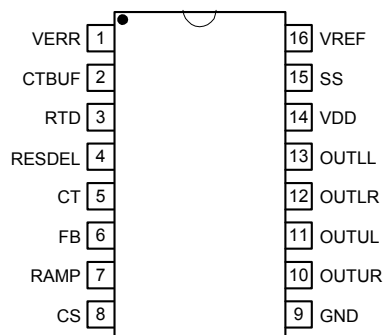 VERR 1 16 VREF
CTBUF 2 15 SS
RTD 3 14 VDD
RESDEL 4 13 OUTLL
CT 5 12 OUTLR
FB 6 11 OUTUL
RAMP 7 10 OUTUR
CS 8 9 GND